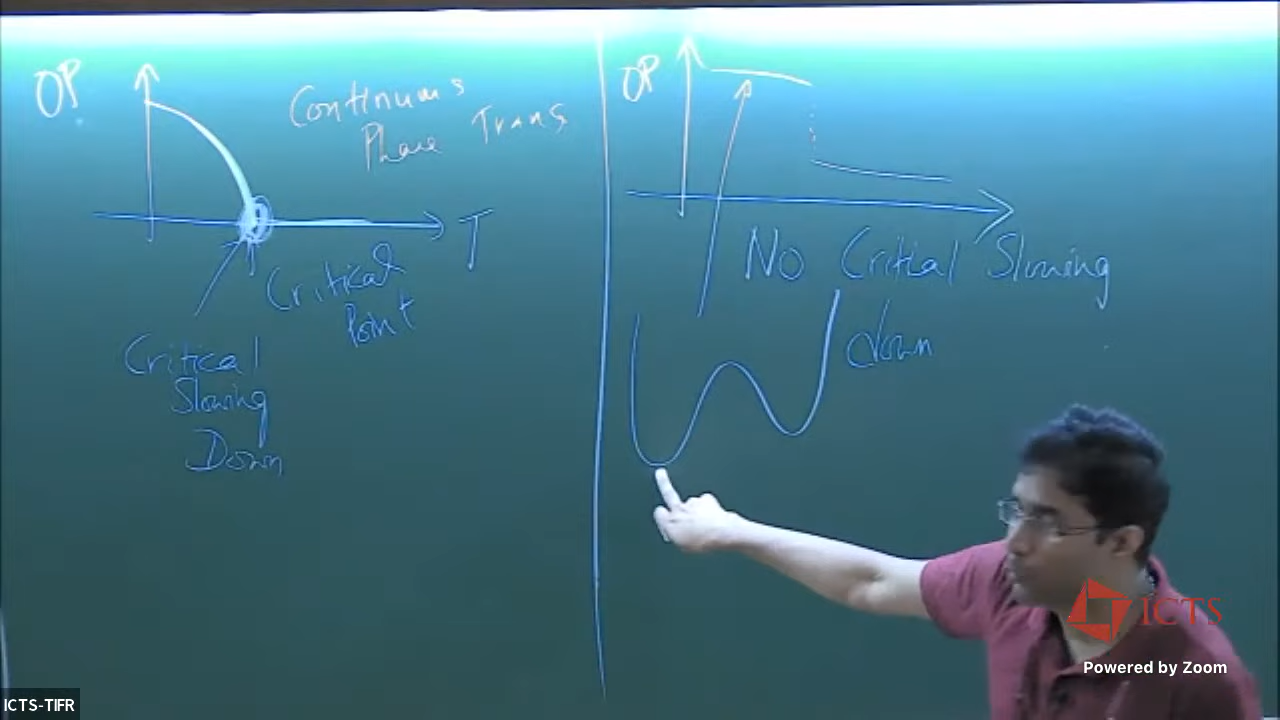 OP
Continuous
Phase Trans
T
Critical
Point
Critical
Slowing
Down
OP
No Critical Slowing
down
ICTS
Powered by Zoom
ICTS-TIFR